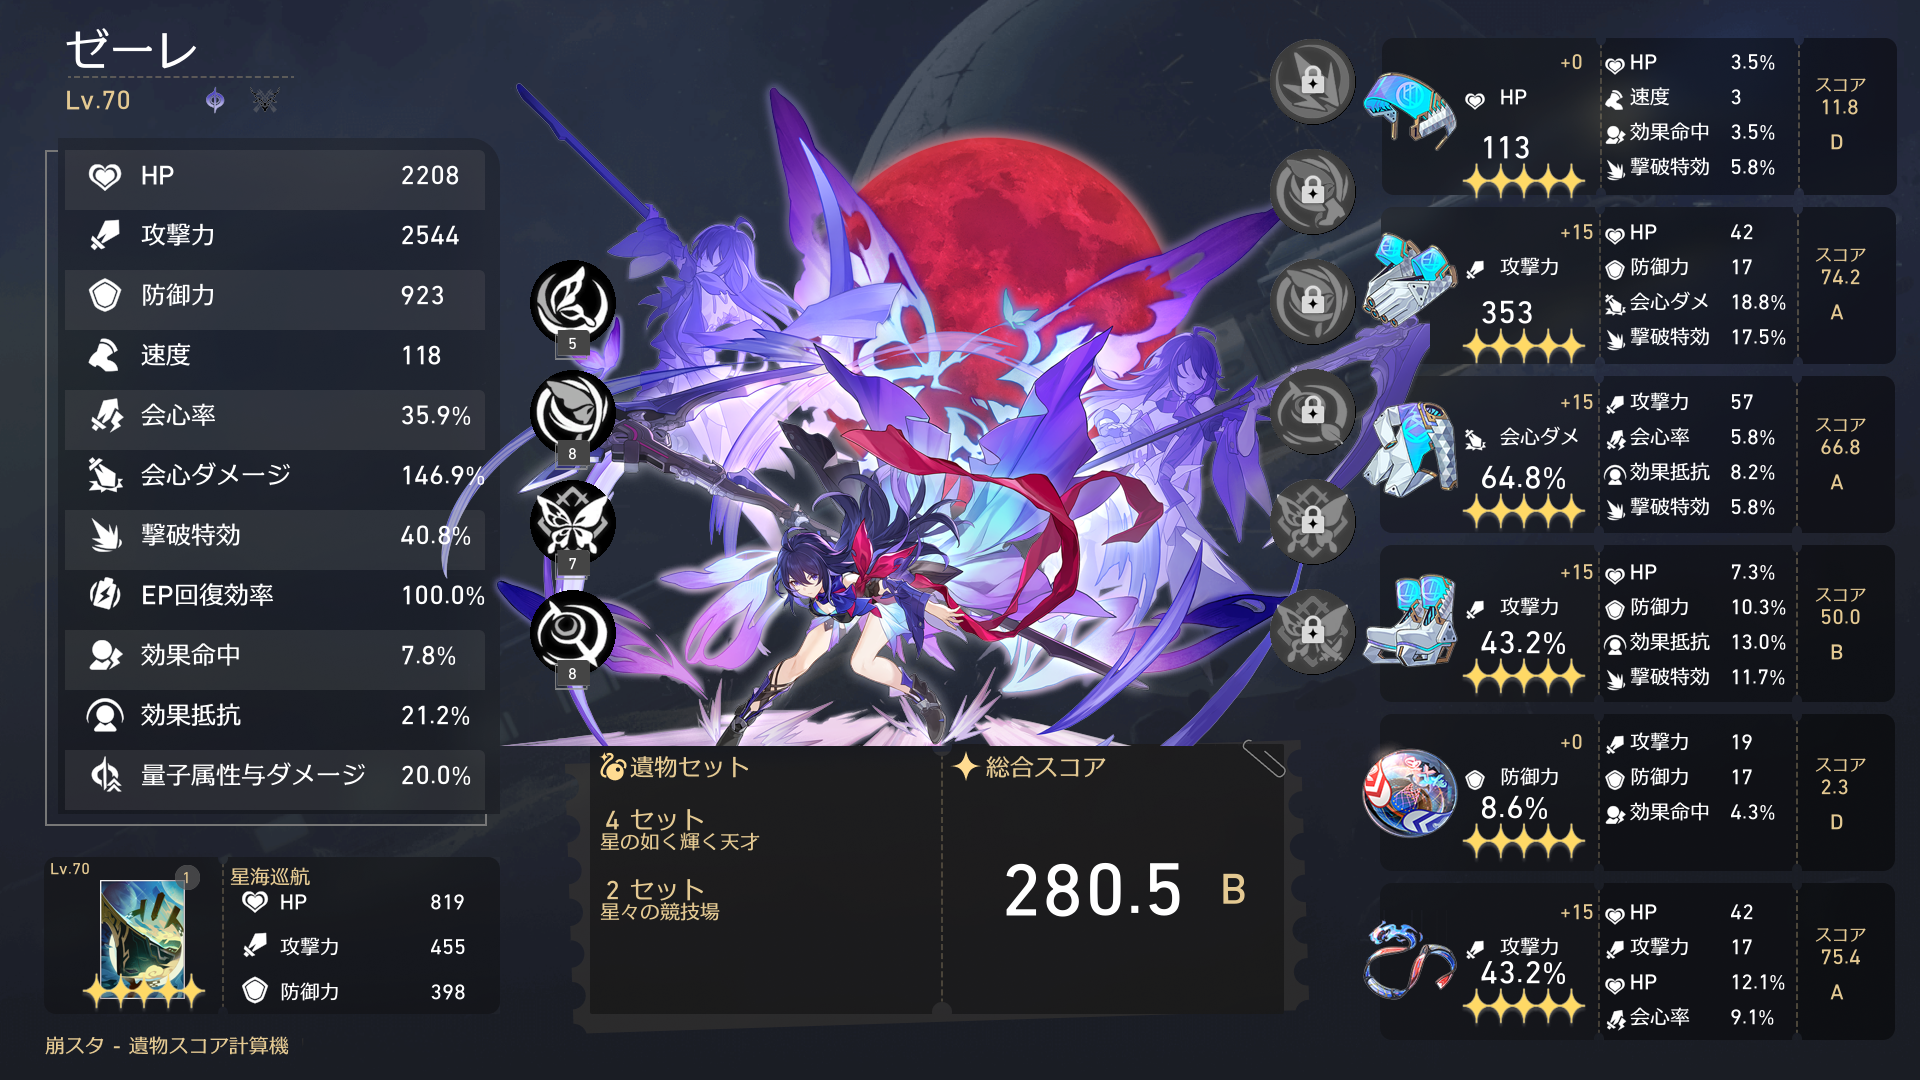 ゼーレ
Lv.70
HP 2208
攻撃力 2544
防御力 923
速度 118
会心率 35.9%
会心ダメージ 146.9%
撃破特効 40.8%
EP回復効率 100.0%
効果命中 7.8%
効果抵抗 21.2%
量子属性与ダメージ 20.0%
Lv.70
1
星海巡航
HP 819
攻撃力 455
防御力 398
崩スタ - 遺物スコア計算機
5
8
7
8
遺物セット
4 セット
星の如く輝く天才
2 セット
星々の競技場
総合スコア
280.5 B
+0
HP
113
HP 3.5%
速度 3
効果命中 3.5%
撃破特効 5.8%
スコア
11.8
D
+15
攻撃力
353
HP 42
防御力 17
会心ダメ 18.8%
撃破特効 17.5%
スコア
74.2
A
+15
会心ダメ
64.8%
攻撃力 57
会心率 5.8%
効果抵抗 8.2%
撃破特効 5.8%
スコア
66.8
A
+15
攻撃力
43.2%
HP 7.3%
防御力 10.3%
効果抵抗 13.0%
撃破特効 11.7%
スコア
50.0
B
+0
防御力
8.6%
攻撃力 19
防御力 17
効果命中 4.3%
スコア
2.3
D
+15
攻撃力
43.2%
HP 42
攻撃力 17
HP 12.1%
会心率 9.1%
スコア
75.4
A